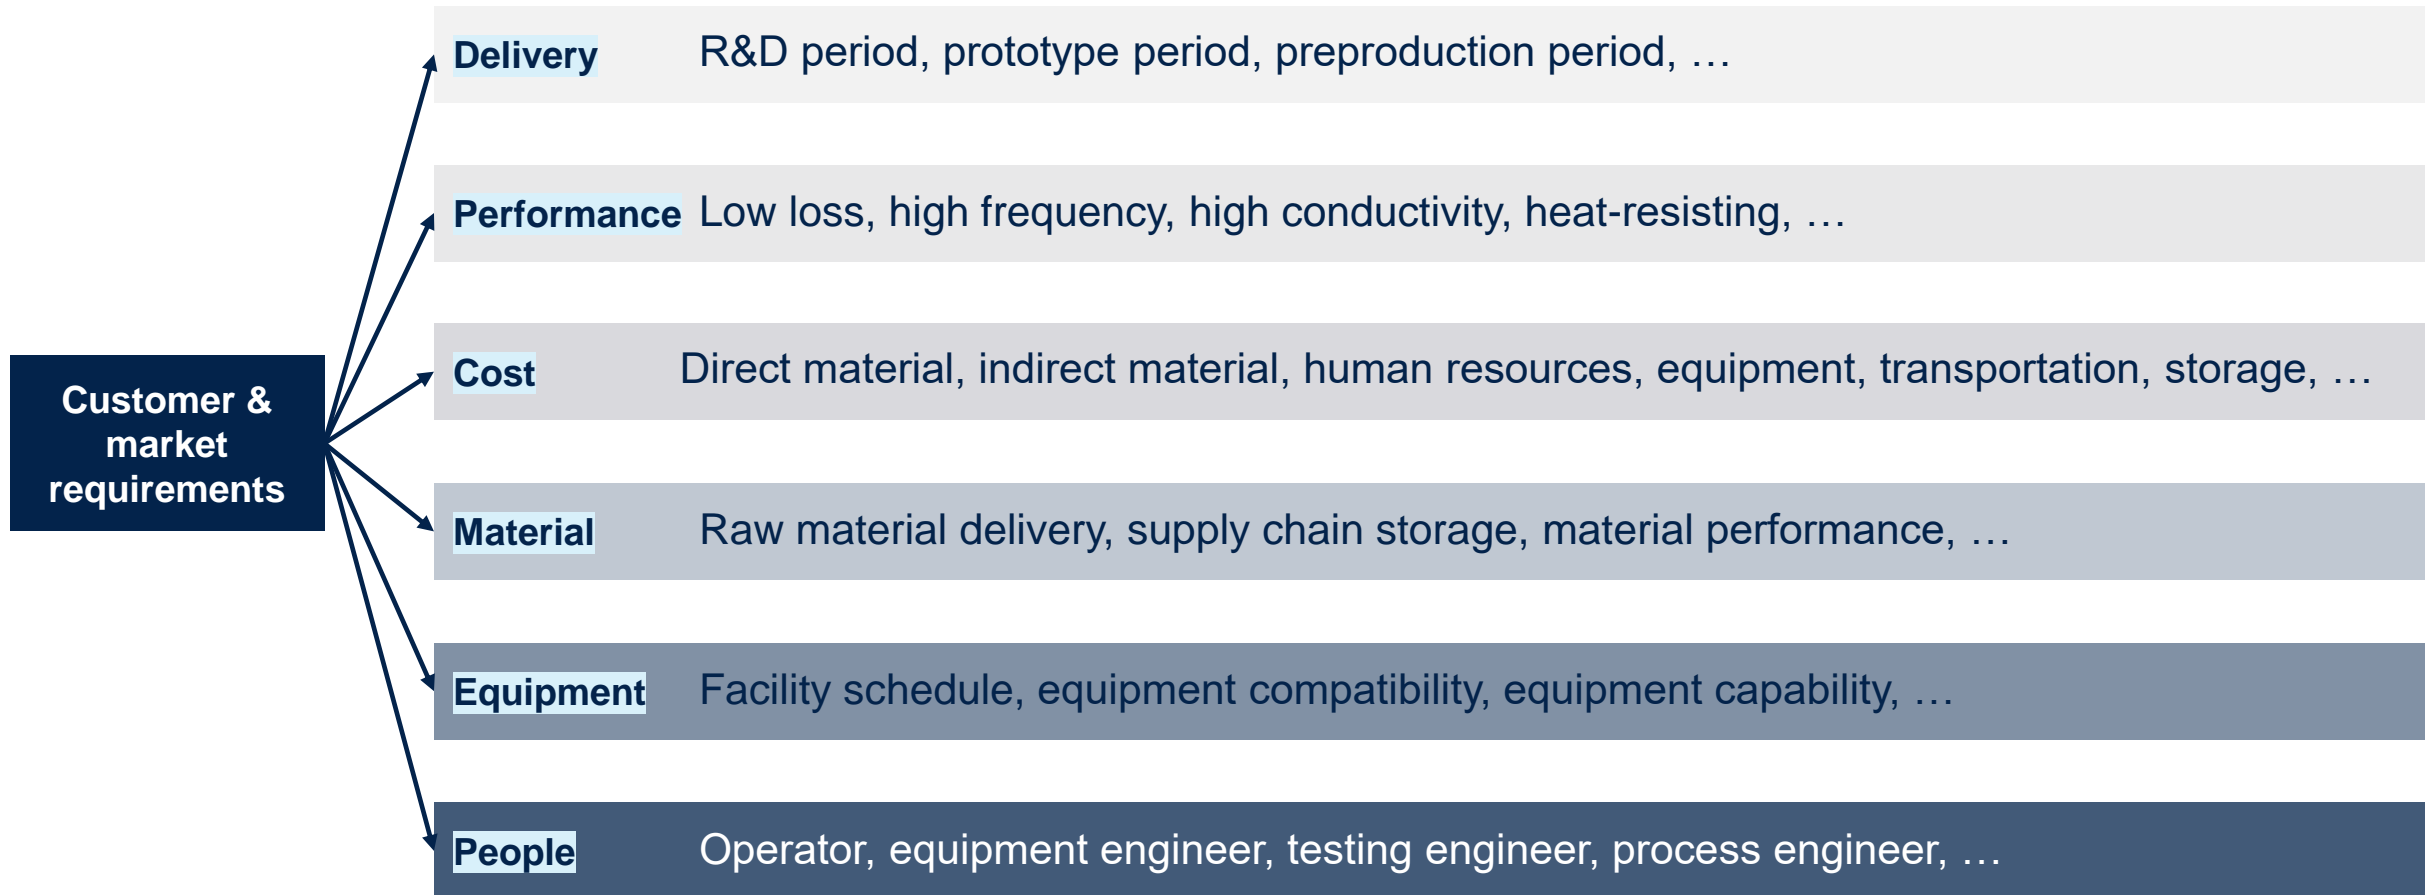 Delivery R&D period, prototype period, preproduction period, …
Performance Low loss, high frequency, high conductivity, heat-resisting, …
Cost Direct material, indirect material, human resources, equipment, transportation, storage, …
Customer &
market
requirements
Material Raw material delivery, supply chain storage, material performance, …
Equipment Facility schedule, equipment compatibility, equipment capability, …
People Operator, equipment engineer, testing engineer, process engineer, …